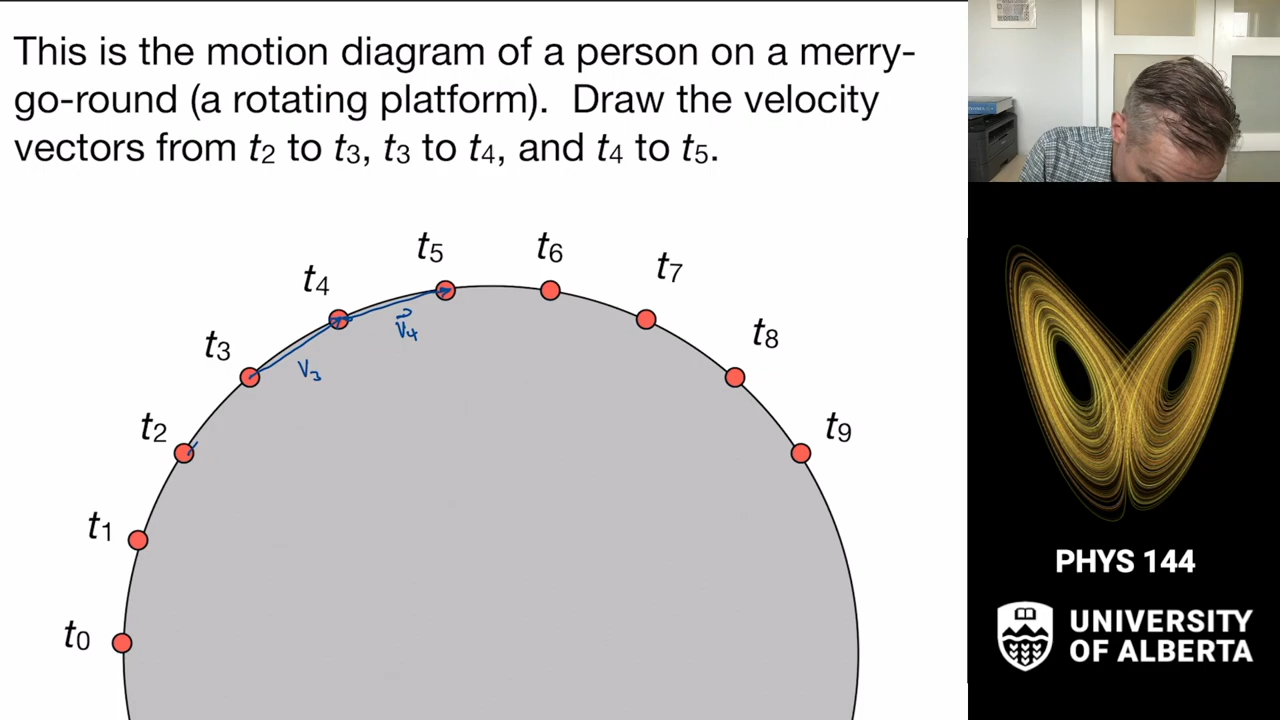 This is the motion diagram of a person on a merry-
go-round (a rotating platform).  Draw the velocity
vectors from t2 to t3, t3 to t4, and t4 to t5.
t5
t6
t4
t7
t3
t8
V3
V4
t2
t9
t1
t0
PHYS 144
UNIVERSITY
OF ALBERTA